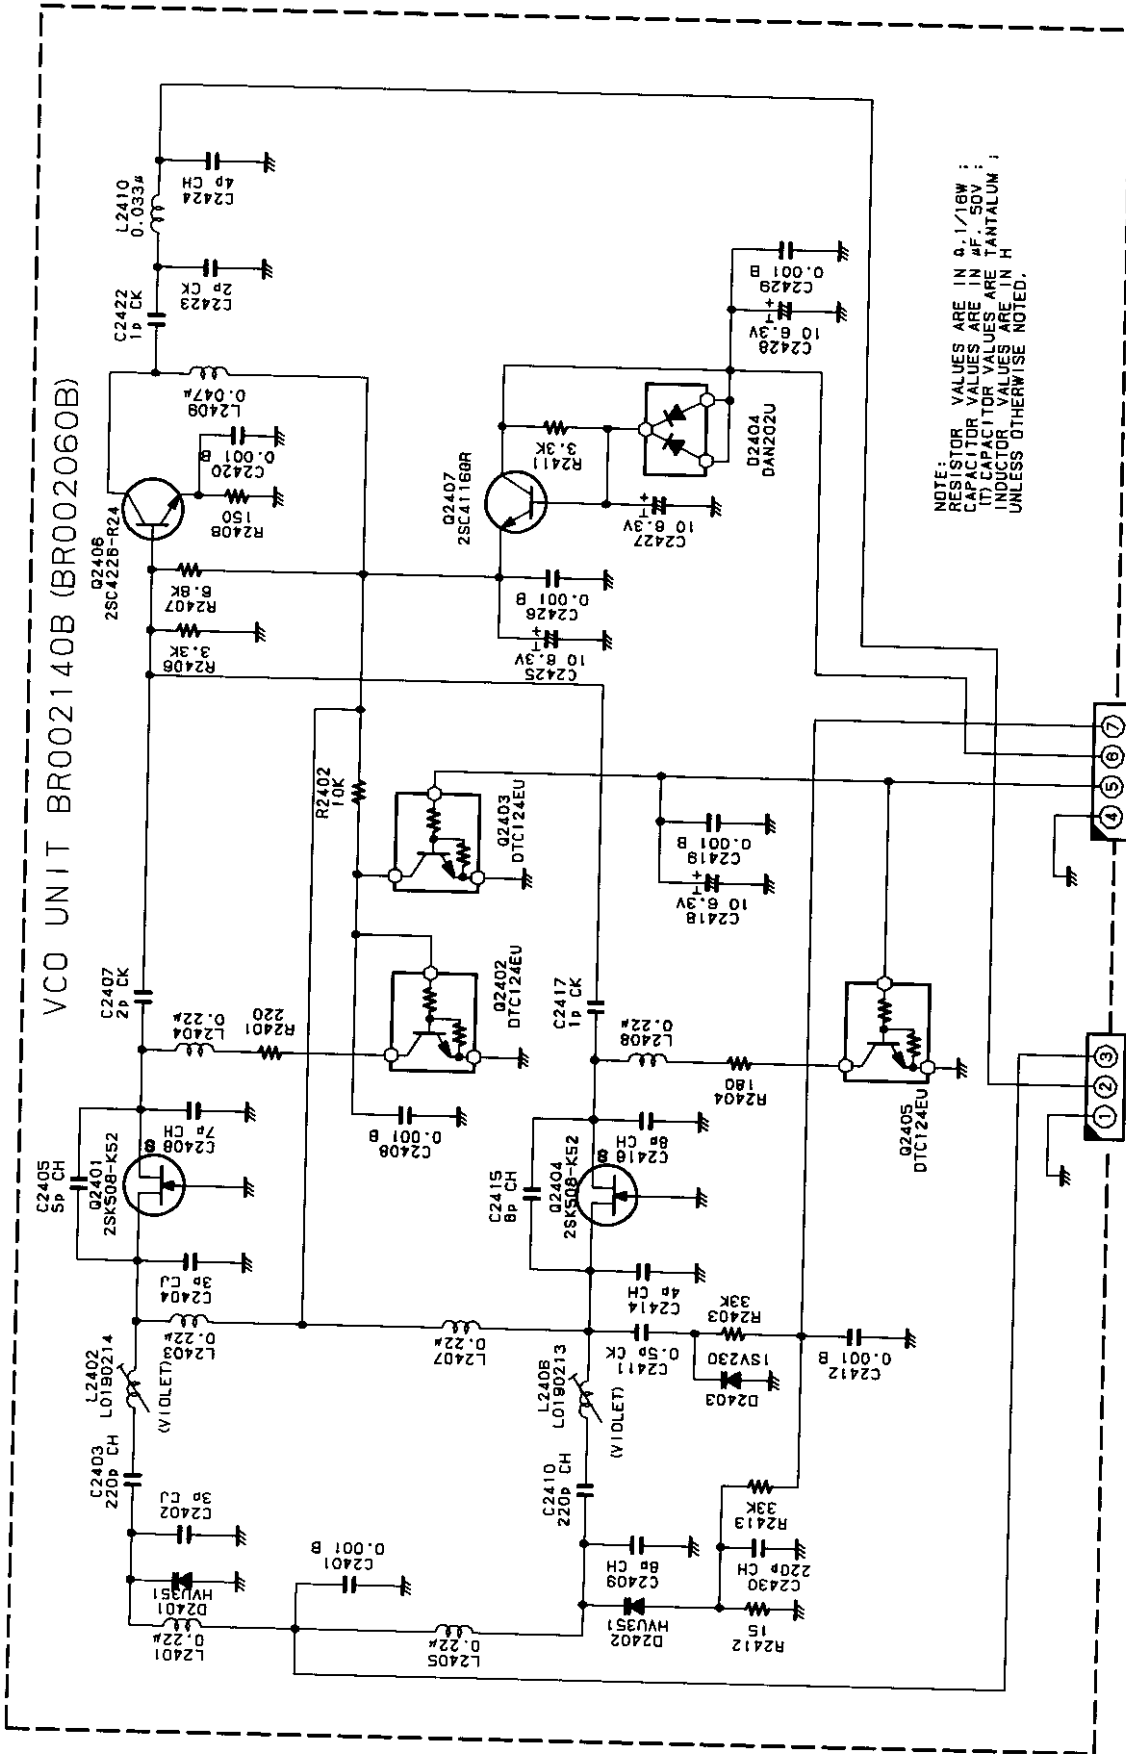 VCO UNIT BR002140B (BR002060B)
L2410
0.033μ
C2424
4p CH
C2423
2p CK
C2422
1p CK
L2409
0.047μ
C2420
0.001 B
R2408
150
Q2406
2SC4226-R24
R2407
6.8K
R2406
3.3K
C2429
0.001 B
C2428
10 6.3V
D2404
DAN202U
R2411
3.3K
Q2407
2SC4116GR
C2427
10 6.3V
C2426
0.001 B
C2425
10 6.3V
NOTE:
RESISTOR VALUES ARE IN Ω, 1/16W ;
CAPACITOR VALUES ARE IN μF, 50V ;
(T) CAPACITOR VALUES ARE TANTALUM ;
INDUCTOR VALUES ARE IN H
UNLESS OTHERWISE NOTED.
R2402
10K
Q2403
DTC124EU
C2419
0.001 B
C2418
10 6.3V
C2407
2p CK
L2404
0.22μ
R2401
220
Q2402
DTC124EU
C2408
0.001 B
C2417
1p CK
L2408
0.22μ
R2404
180
Q2405
DTC124EU
C2405
5p CH
Q2401
2SK508-K52
S
C2406
7p CH
C2404
3p CJ
C2415
6p CH
Q2404
2SK508-K52
S
C2416
8p CH
C2414
4p CH
L2402
L0190214
(VIOLET)
L2403
0.22μ
L2407
0.22μ
L2406
L0190213
(VIOLET)
C2411
0.5p CK
R2403
33K
D2403
1SV230
C2412
0.001 B
C2403
220p CH
C2402
3p CJ
D2401
HVU351
L2401
0.22μ
C2401
0.001 B
L2405
0.22μ
C2410
220p CH
C2409
8p CH
D2402
HVU351
R2413
33K
C2430
220p CH
R2412
15
7
6
5
4
3
2
1